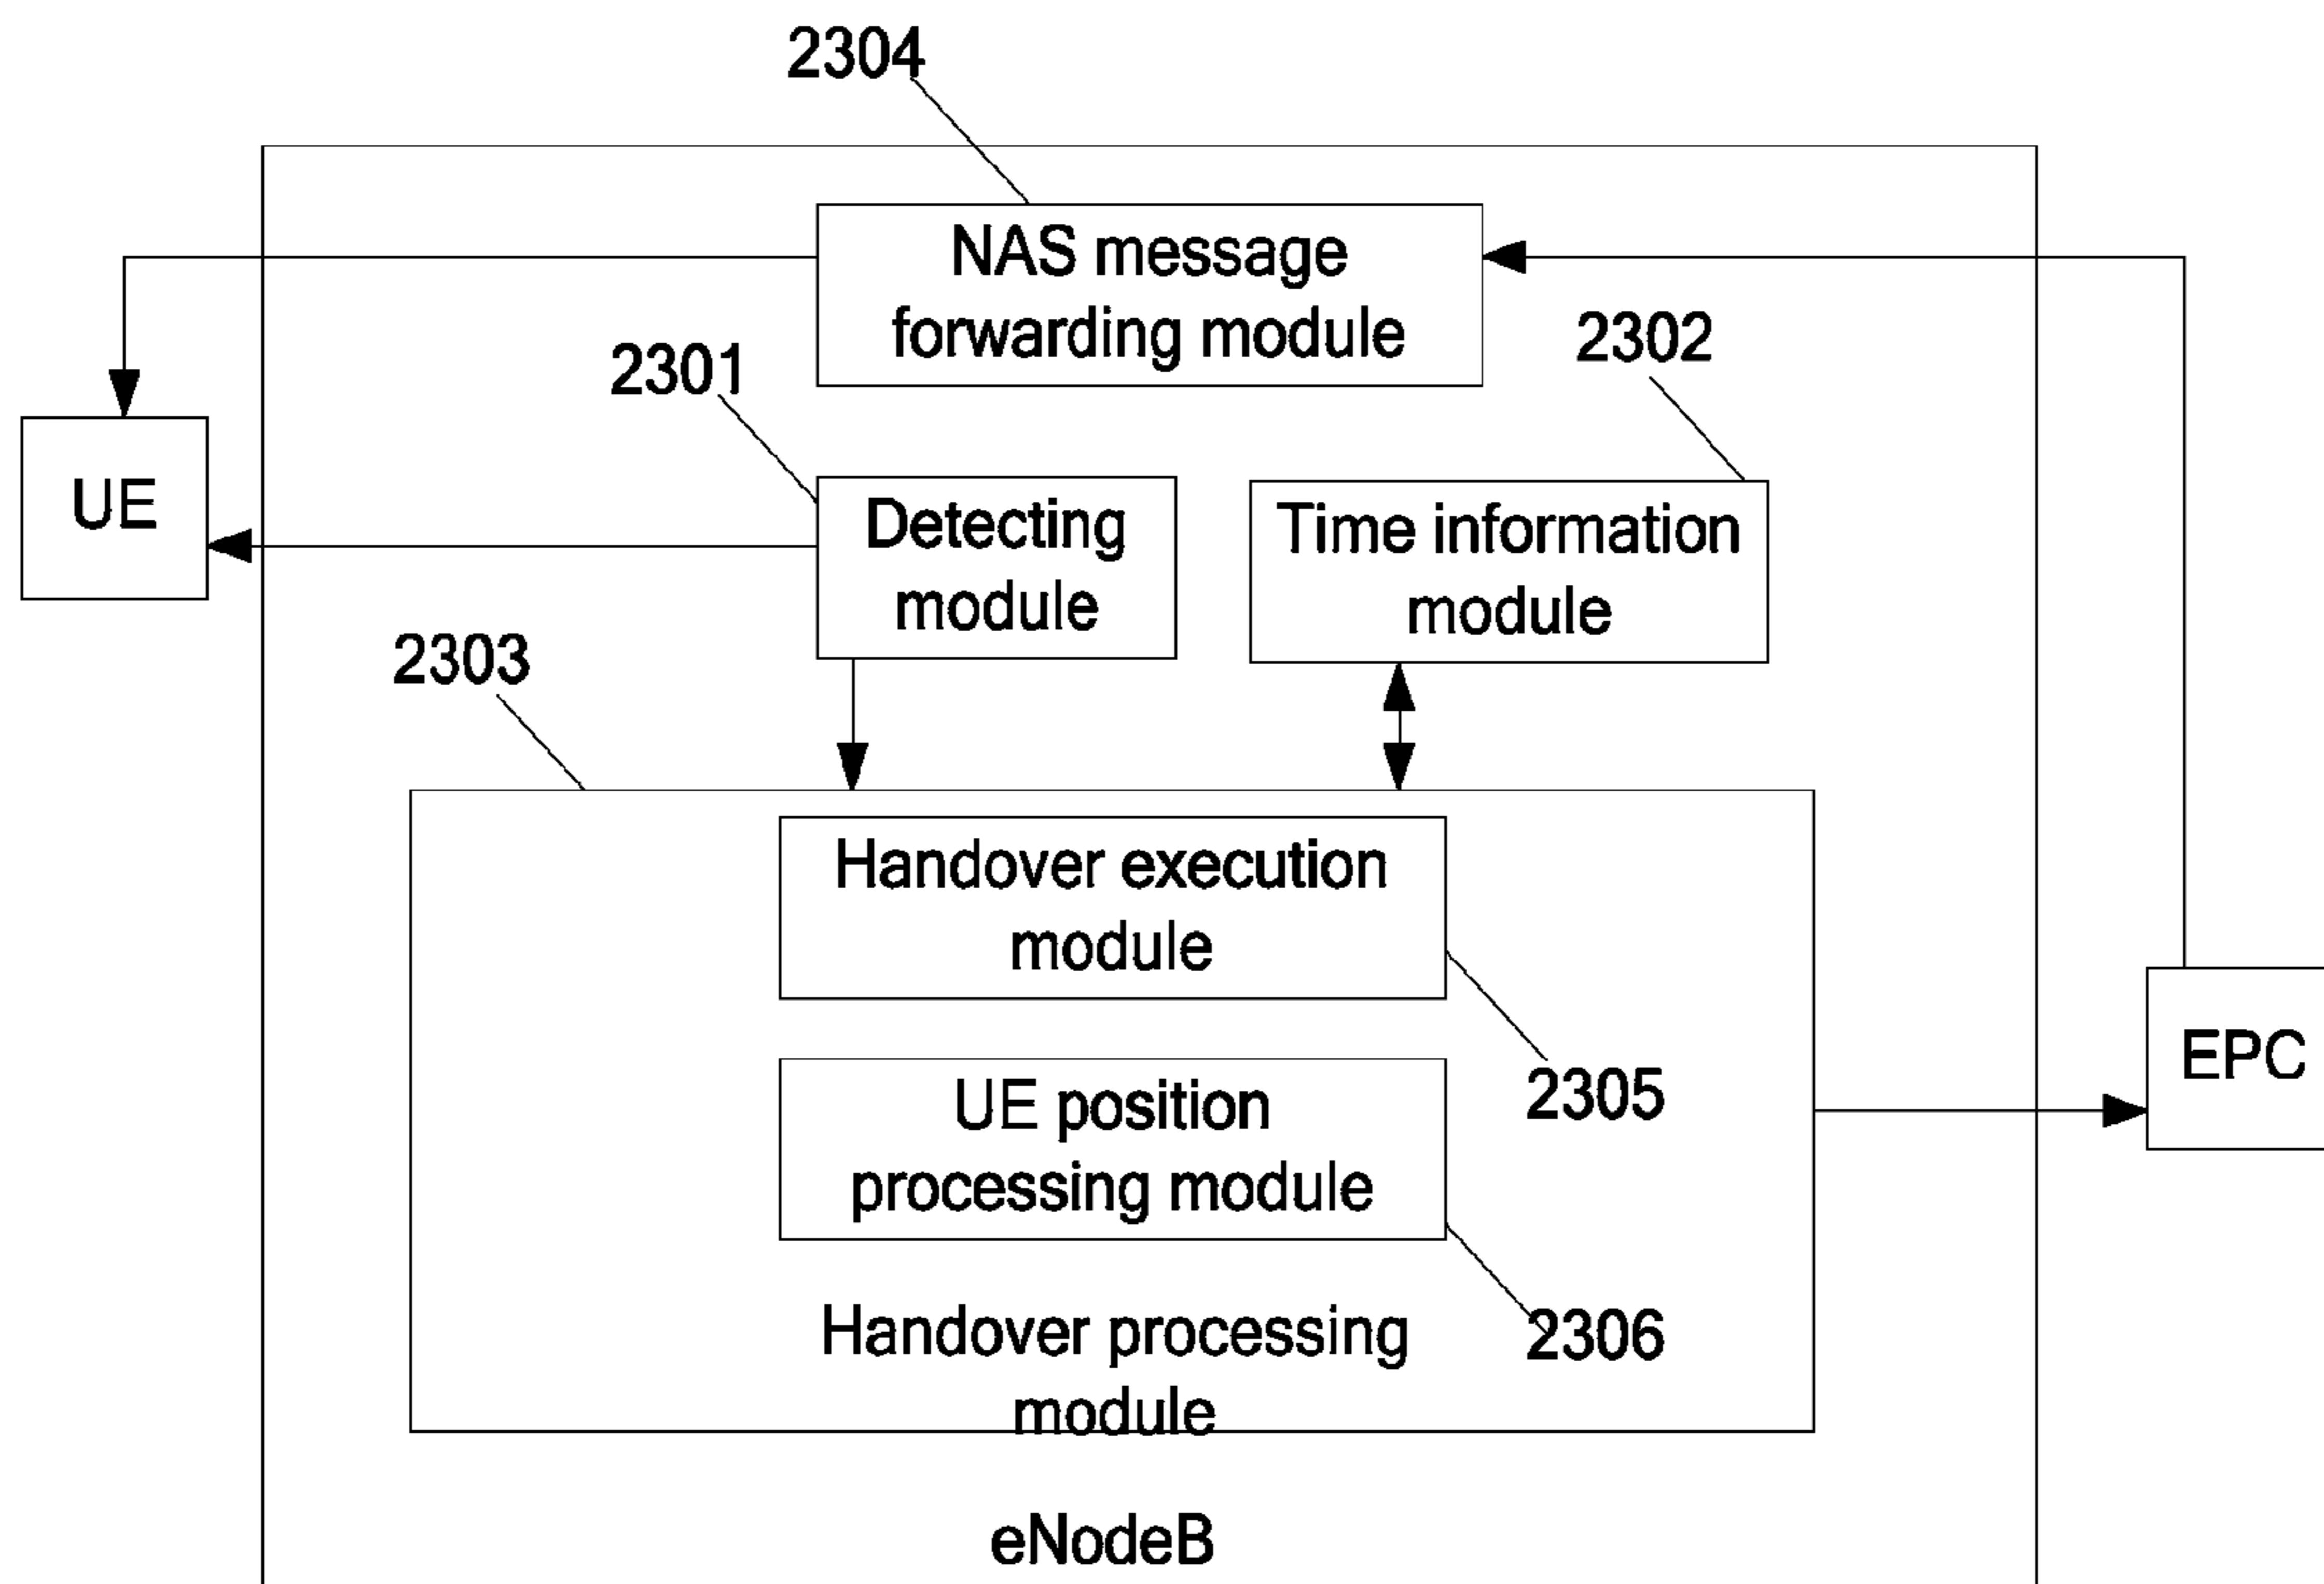 2304
NAS message
forwarding module
2301
2302
UE
Detecting
module
Time information
module
2303
Handover execution
module
2305
EPC
UE position
processing module
2306
Handover processing
module
eNodeB